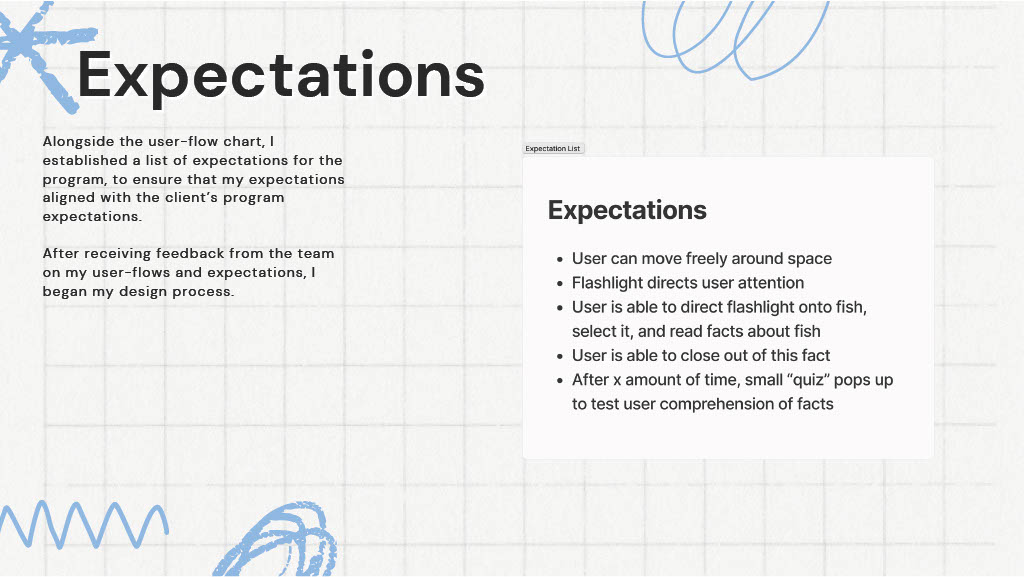 Expectations
Alongside the user-flow chart, I
established a list of expectations for the
program, to ensure that my expectations
aligned with the client's program
expectations.
After receiving feedback from the team
on my user-flows and expectations, I
began my design process.
Expectation List
Expectations
• User can move freely around space
• Flashlight directs user attention
• User is able to direct flashlight onto fish,
select it, and read facts about fish
• User is able to close out of this fact
• After x amount of time, small “quiz” pops up
to test user comprehension of facts